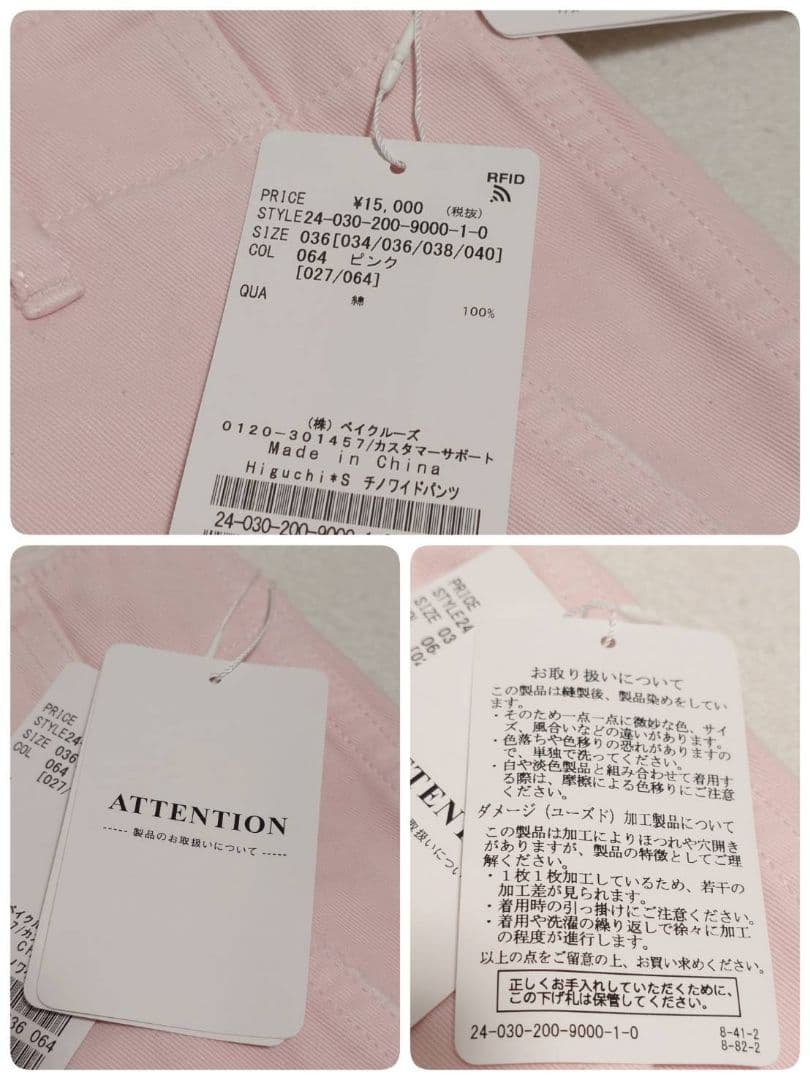 RFID
PRICE ¥15,000 (税抜)
STYLE24-030-200-9000-1-0
SIZE 036[034/036/038/040]
COL 064 ピンク
[027/064]
QUA 綿 100%
(株) ベイクルーズ
0120-301457/カスタマーサポート
Made in China
Higuchi*S チノワイドパンツ
24-030-200-9000-1-0
PRICE
STYLE24-
SIZE 036
COL 064
[027/
ATTENTION
----- 製品のお取扱いについて -----
36 064
PRICE
STYLE24
SIZE 03
06
[02
TTEN
お取り扱いについて
この製品は縫製後、製品染めをしてい
ます。
・そのため一点一点に微妙な色、サイ
ズ、風合いなどの違いがあります。
・色落ちや色移りの恐れがありますの
で、単独で洗ってください。
・白や淡色製品と組み合わせて着用す
る際は、摩擦による色移りにご注意
ください。
ダメージ（ユーズド）加工製品について
この製品は加工によりほつれや穴開き
がありますが、製品の特徴としてご理
解ください。
・１枚１枚加工しているため、若干の
加工差が見られます。
・着用時の引っ掛けにご注意ください。
・着用や洗濯の繰り返しで徐々に加工
の程度が進行します。
以上の点をご留意の上、お買い求めください。
正しくお手入れしていただくために、
この下げ札は保管してください。
24-030-200-9000-1-0
8-41-2
8-82-2